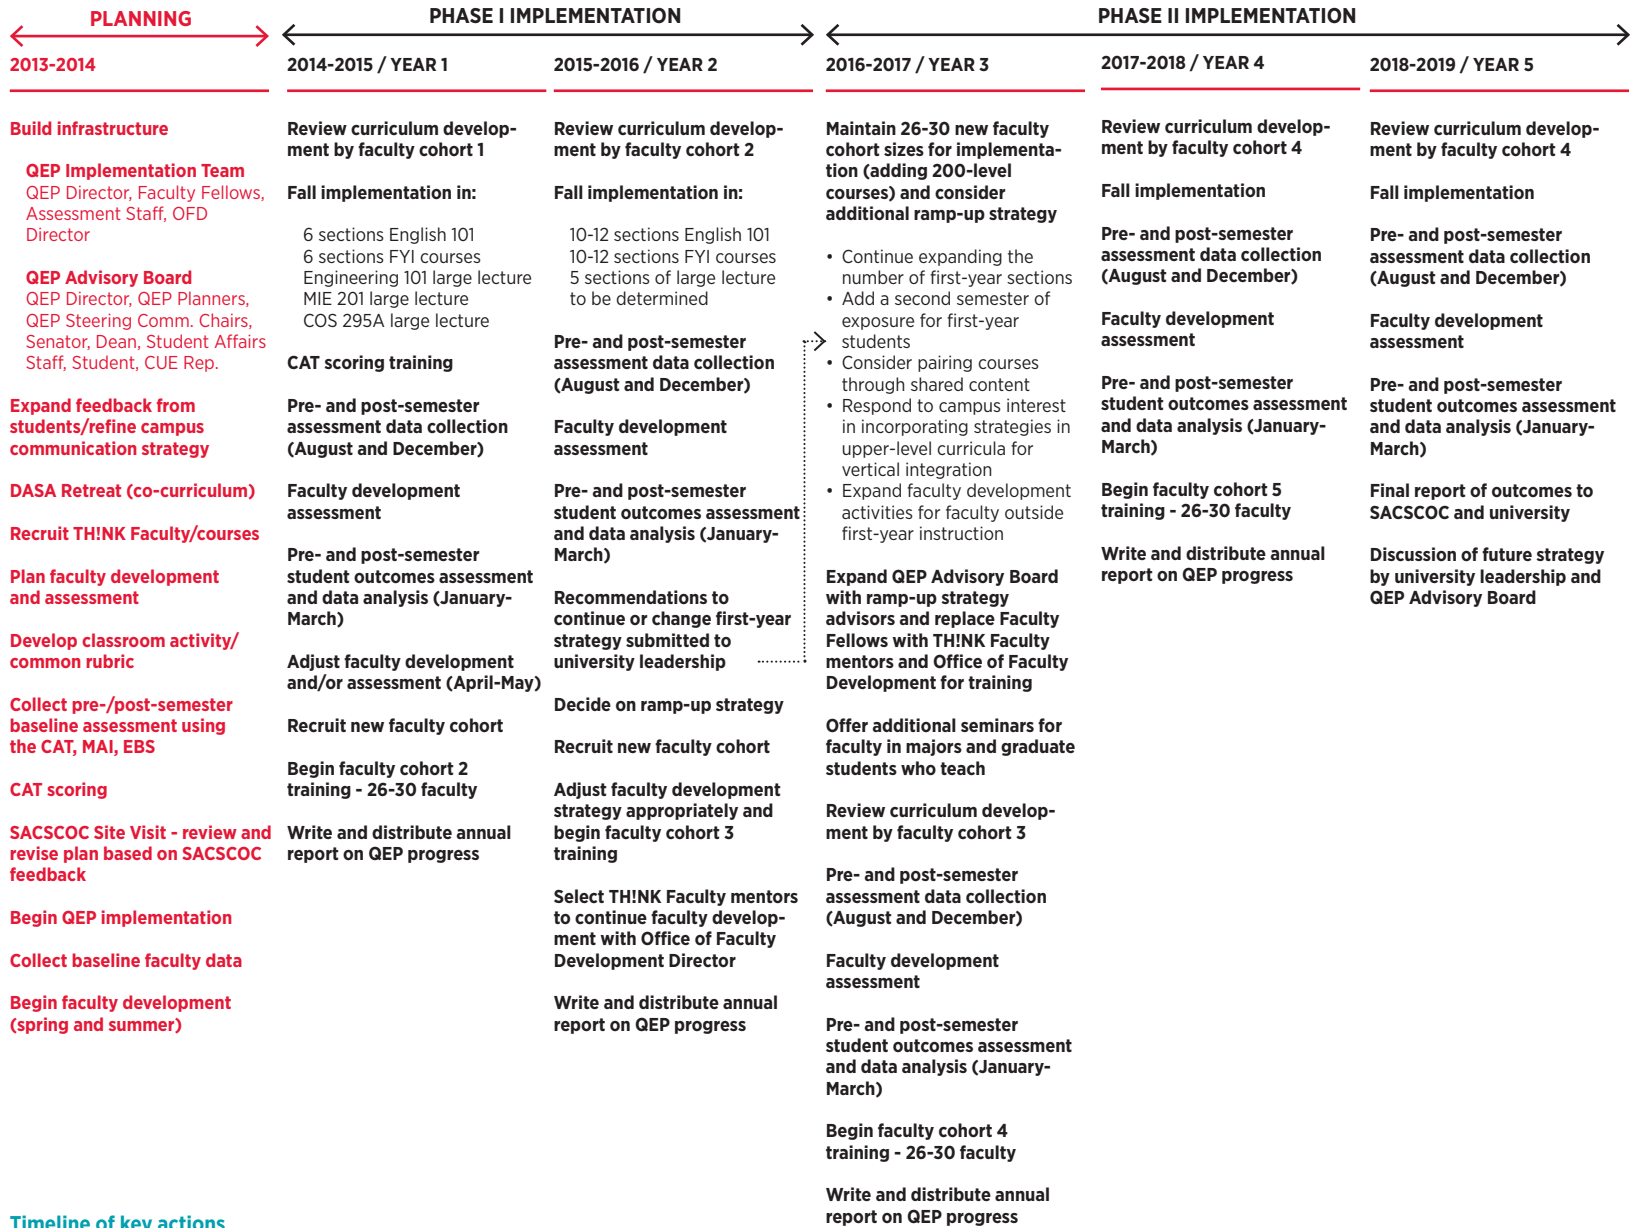 PLANNING
PHASE I IMPLEMENTATION
PHASE II IMPLEMENTATION
2013-2014
Build infrastructure
QEP Implementation Team
QEP Director, Faculty Fellows,
Assessment Staff, OFD
Director
QEP Advisory Board
QEP Director, QEP Planners,
QEP Steering Comm. Chairs,
Senator, Dean, Student Affairs
Staff, Student, CUE Rep.
Expand feedback from
students/refine campus
communication strategy
DASA Retreat (co-curriculum)
Recruit TH!NK Faculty/courses
Plan faculty development
and assessment
Develop classroom activity/
common rubric
Collect pre-/post-semester
baseline assessment using
the CAT, MAI, EBS
CAT scoring
SACSCOC Site Visit - review and
revise plan based on SACSCOC
feedback
Begin QEP implementation
Collect baseline faculty data
Begin faculty development
(spring and summer)
2014-2015 / YEAR 1
Review curriculum develop-
ment by faculty cohort 1
Fall implementation in:
6 sections English 101
6 sections FYI courses
Engineering 101 large lecture
MIE 201 large lecture
COS 295A large lecture
CAT scoring training
Pre- and post-semester
assessment data collection
(August and December)
Faculty development
assessment
Pre- and post-semester
student outcomes assessment
and data analysis (January-
March)
Adjust faculty development
and/or assessment (April-May)
Recruit new faculty cohort
Begin faculty cohort 2
training - 26-30 faculty
Write and distribute annual
report on QEP progress
2015-2016 / YEAR 2
Review curriculum develop-
ment by faculty cohort 2
Fall implementation in:
10-12 sections English 101
10-12 sections FYI courses
5 sections of large lecture
to be determined
Pre- and post-semester
assessment data collection
(August and December)
Faculty development
assessment
Pre- and post-semester
student outcomes assessment
and data analysis (January-
March)
Recommendations to
continue or change first-year
strategy submitted to
university leadership
Decide on ramp-up strategy
Recruit new faculty cohort
Adjust faculty development
strategy appropriately and
begin faculty cohort 3
training
Select TH!NK Faculty mentors
to continue faculty develop-
ment with Office of Faculty
Development Director
Write and distribute annual
report on QEP progress
2016-2017 / YEAR 3
Maintain 26-30 new faculty
cohort sizes for implementa-
tion (adding 200-level
courses) and consider
additional ramp-up strategy
• Continue expanding the
number of first-year sections
• Add a second semester of
exposure for first-year
students
• Consider pairing courses
through shared content
• Respond to campus interest
in incorporating strategies in
upper-level curricula for
vertical integration
• Expand faculty development
activities for faculty outside
first-year instruction
Expand QEP Advisory Board
with ramp-up strategy
advisors and replace Faculty
Fellows with TH!NK Faculty
mentors and Office of Faculty
Development for training
Offer additional seminars for
faculty in majors and graduate
students who teach
Review curriculum develop-
ment by faculty cohort 3
Pre- and post-semester
assessment data collection
(August and December)
Faculty development
assessment
Pre- and post-semester
student outcomes assessment
and data analysis (January-
March)
Begin faculty cohort 4
training - 26-30 faculty
Write and distribute annual
report on QEP progress
2017-2018 / YEAR 4
Review curriculum develop-
ment by faculty cohort 4
Fall implementation
Pre- and post-semester
assessment data collection
(August and December)
Faculty development
assessment
Pre- and post-semester
student outcomes assessment
and data analysis (January-
March)
Begin faculty cohort 5
training - 26-30 faculty
Write and distribute annual
report on QEP progress
2018-2019 / YEAR 5
Review curriculum develop-
ment by faculty cohort 4
Fall implementation
Pre- and post-semester
assessment data collection
(August and December)
Faculty development
assessment
Pre- and post-semester
student outcomes assessment
and data analysis (January-
March)
Final report of outcomes to
SACSCOC and university
Discussion of future strategy
by university leadership and
QEP Advisory Board
Timeline of key actions